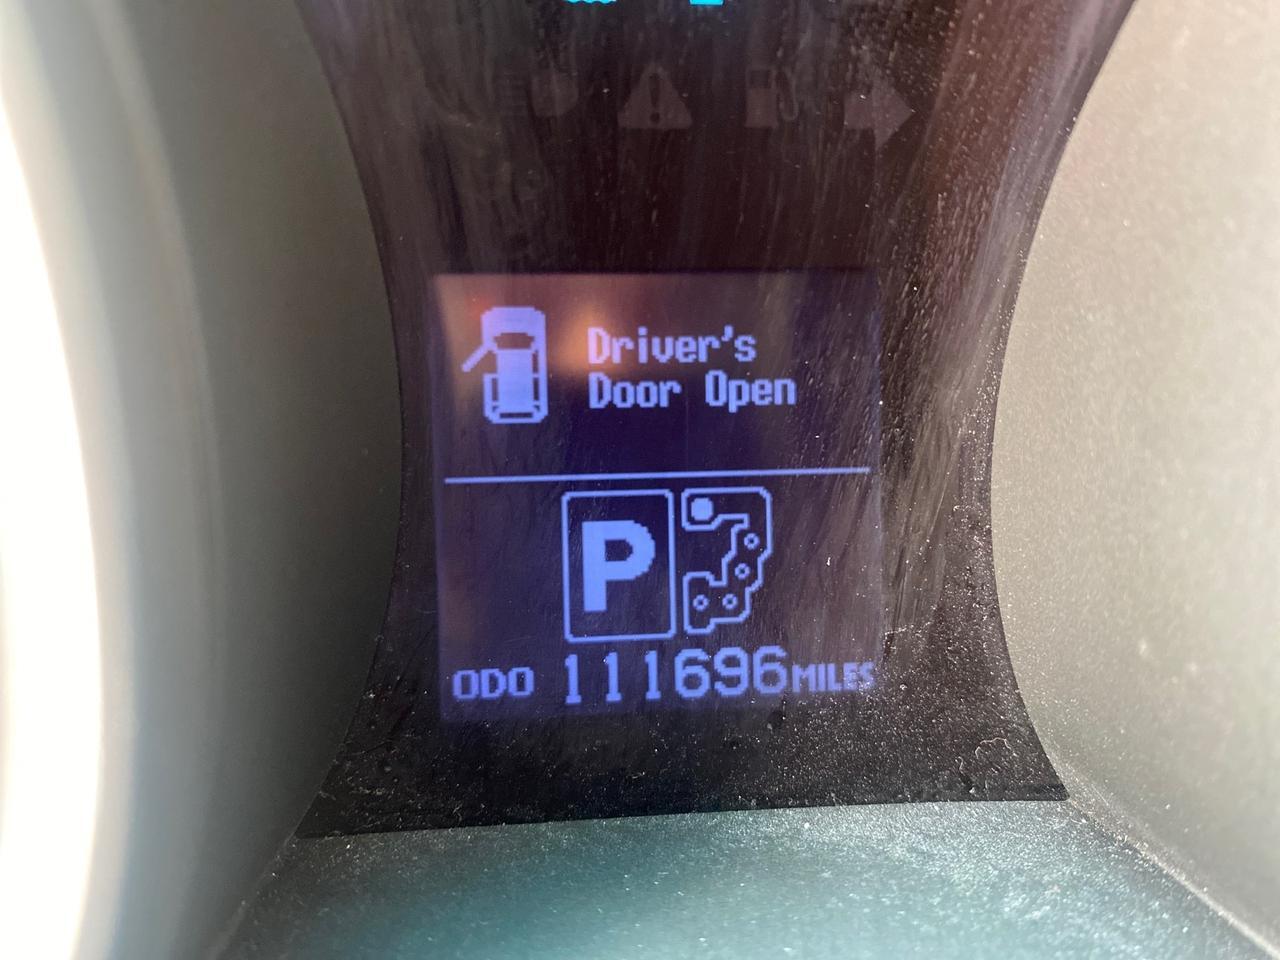 Driver's
Door Open
P
ODO 111696 MILES